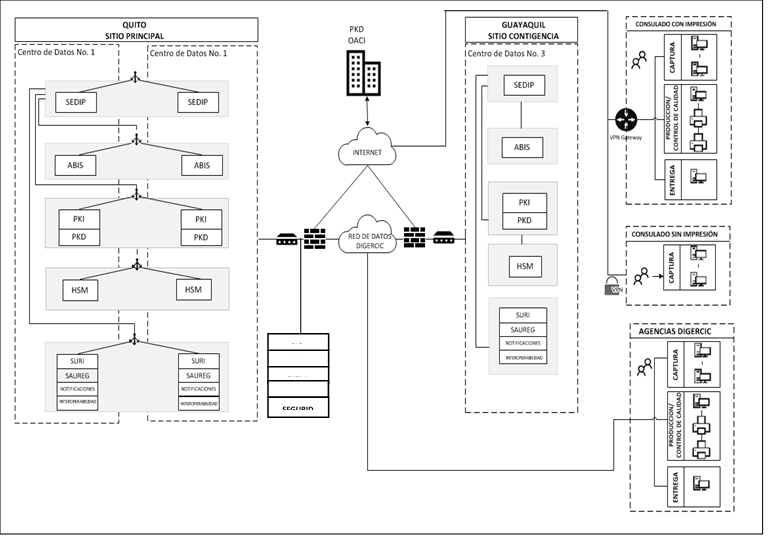 QUITO
SITIO PRINCIPAL
Centro de Datos No. 1
Centro de Datos No. 1
SEDIP
SEDIP
ABIS
ABIS
PKI
PKD
PKI
PKD
HSM
HSM
SURI
SAUREG
NOTIFICACIONES
INTEROPERABILIDAD
SURI
SAUREG
NOTIFICACIONES
INTEROPERABILIDAD
PKD
OACI
INTERNET
RED DE DATOS
DIGERCIC
GUAYAQUIL
SITIO CONTIGENCIA
Centro de Datos No. 3
SEDIP
ABIS
PKI
PKD
HSM
SURI
SAUREG
NOTIFICACIONES
INTEROPERABILIDAD
CONSULADO CON IMPRESIÓN
CAPTURA
PRODUCCION/
CONTROL DE CALIDAD
ENTREGA
VPN Gateway
CONSULADO SIN IMPRESIÓN
CAPTURA
VPN
AGENCIAS DIGERCIC
CAPTURA
PRODUCCION/
CONTROL DE CALIDAD
ENTREGA